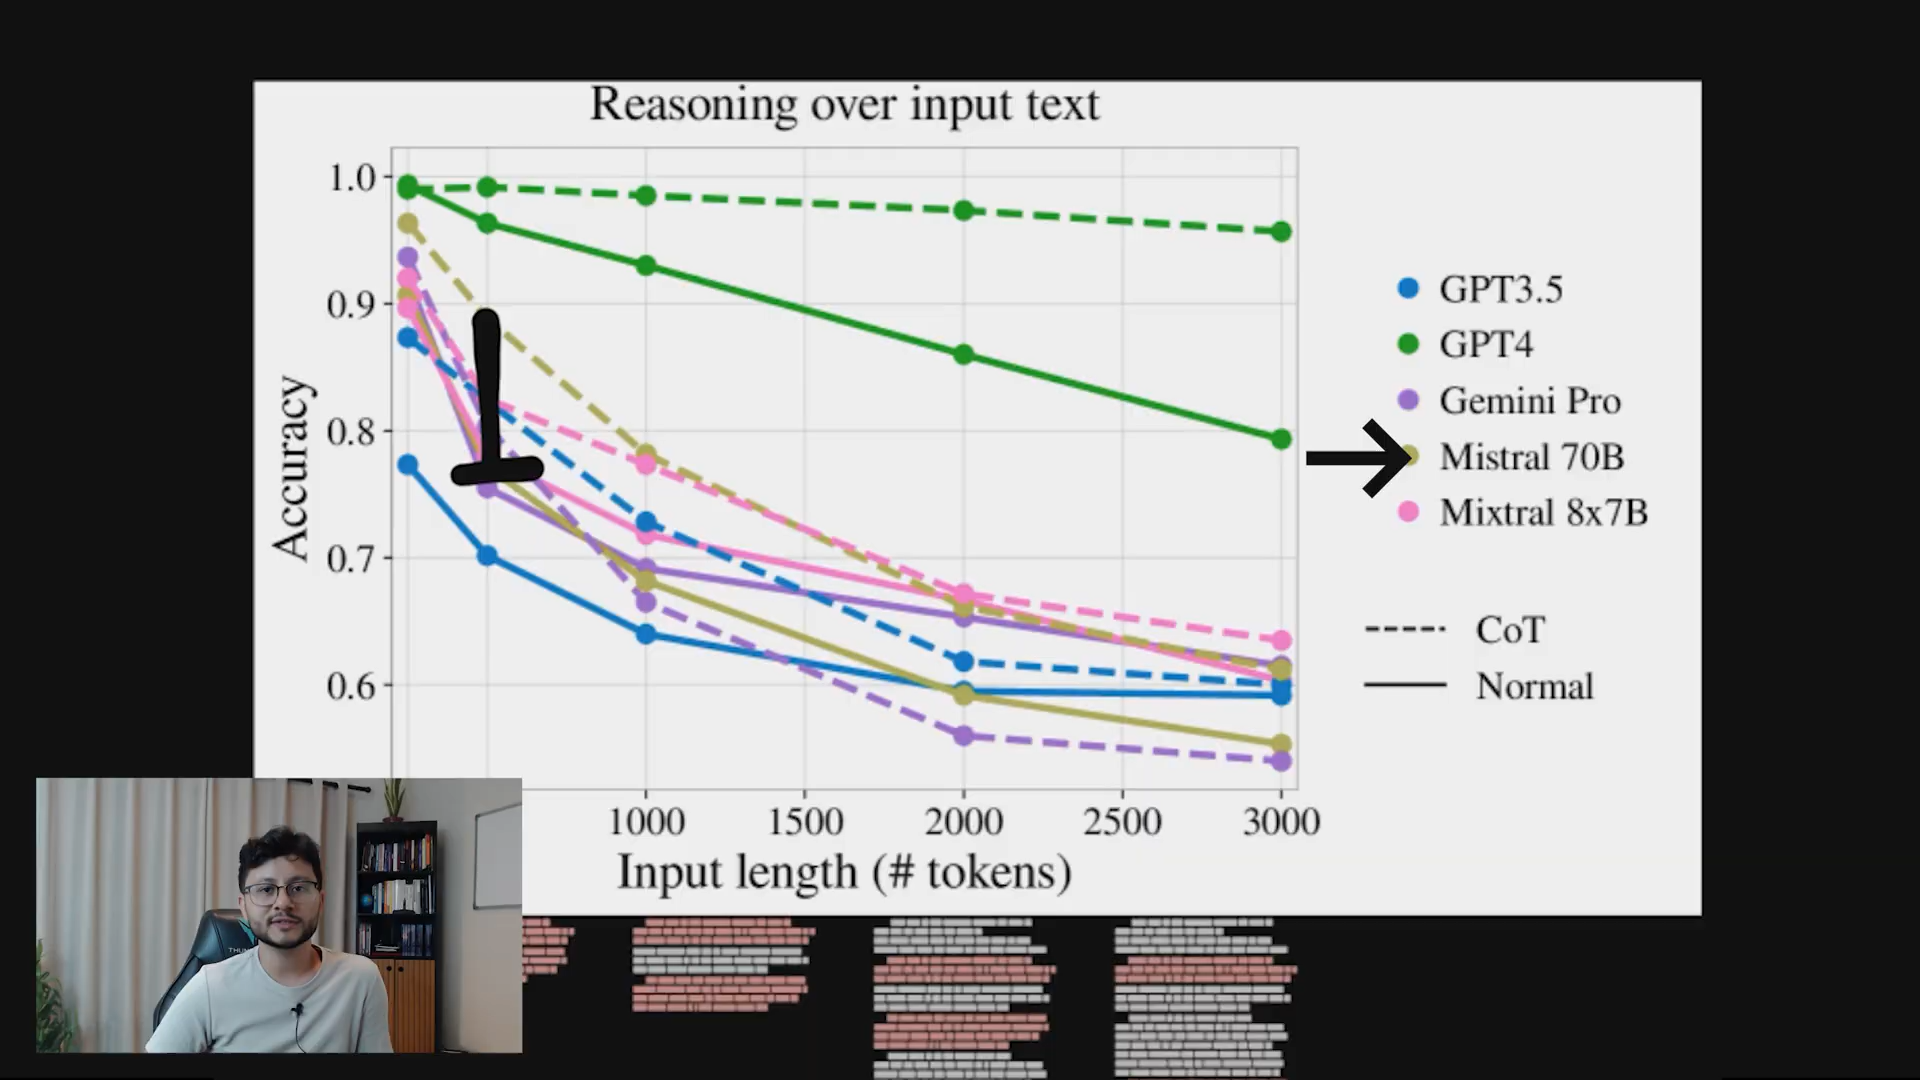 Reasoning over input text
1.0
0.9
0.8
0.7
0.6
Accuracy
1000 1500 2000 2500 3000
Input length (# tokens)
GPT3.5
GPT4
Gemini Pro
Mistral 70B
Mixtral 8x7B
CoT
Normal